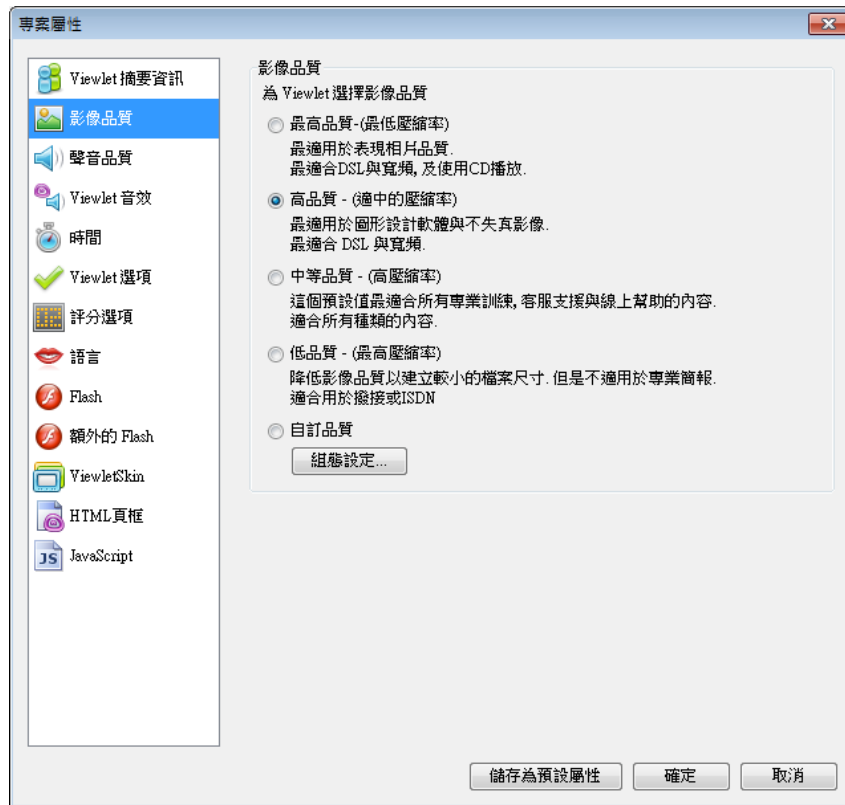 專案屬性
Viewlet 摘要資訊
影像品質
聲音品質
Viewlet 音效
時間
Viewlet 選項
評分選項
語言
Flash
額外的 Flash
ViewletSkin
HTML頁框
JavaScript
影像品質
為 Viewlet 選擇影像品質
最高品質-(最低壓縮率)
最適用於表現相片品質.
最適合DSL與寬頻, 及使用CD播放.
高品質 - (適中的壓縮率)
最適用於圖形設計軟體與不失真影像.
最適合 DSL 與寬頻.
中等品質 - (高壓縮率)
這個預設值最適合所有專業訓練, 客服支援與線上幫助的內容.
適合所有種類的內容.
低品質 - (最高壓縮率)
降低影像品質以建立較小的檔案尺寸. 但是不適用於專業簡報.
適合用於撥接或ISDN
自訂品質
組態設定...
儲存為預設屬性
確定
取消